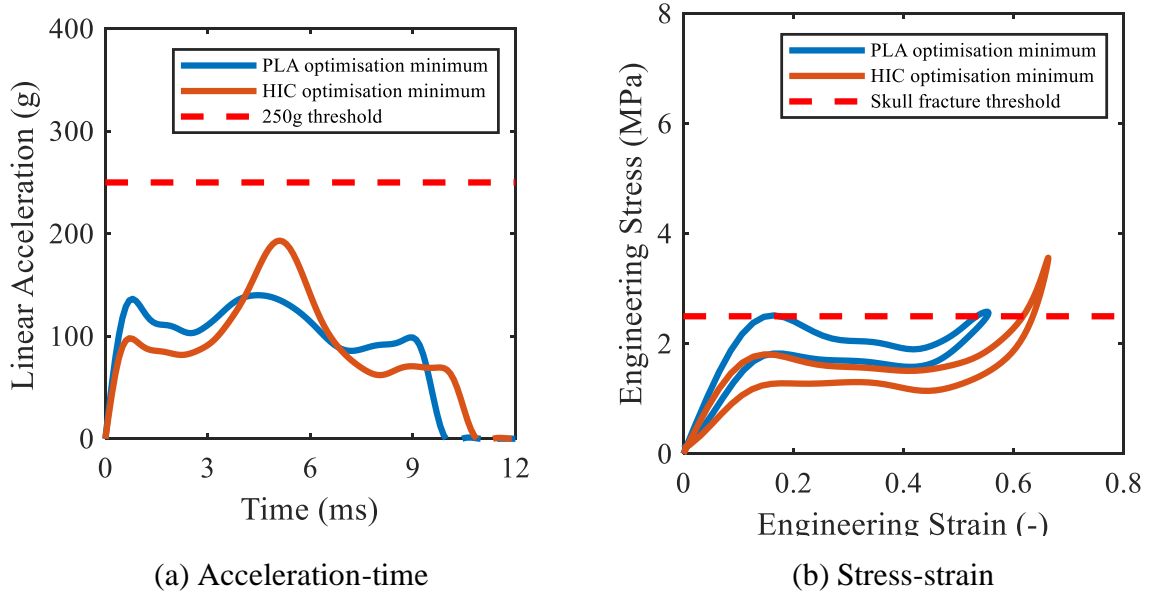 400
300
200
100
0
Linear Acceleration (g)
PLA optimisation minimum
HIC optimisation minimum
250g threshold
0 3 6 9 12
Time (ms)
(a) Acceleration-time
8
6
4
2
0
Engineering Stress (MPa)
PLA optimisation minimum
HIC optimisation minimum
Skull fracture threshold
0 0.2 0.4 0.6 0.8
Engineering Strain (-)
(b) Stress-strain